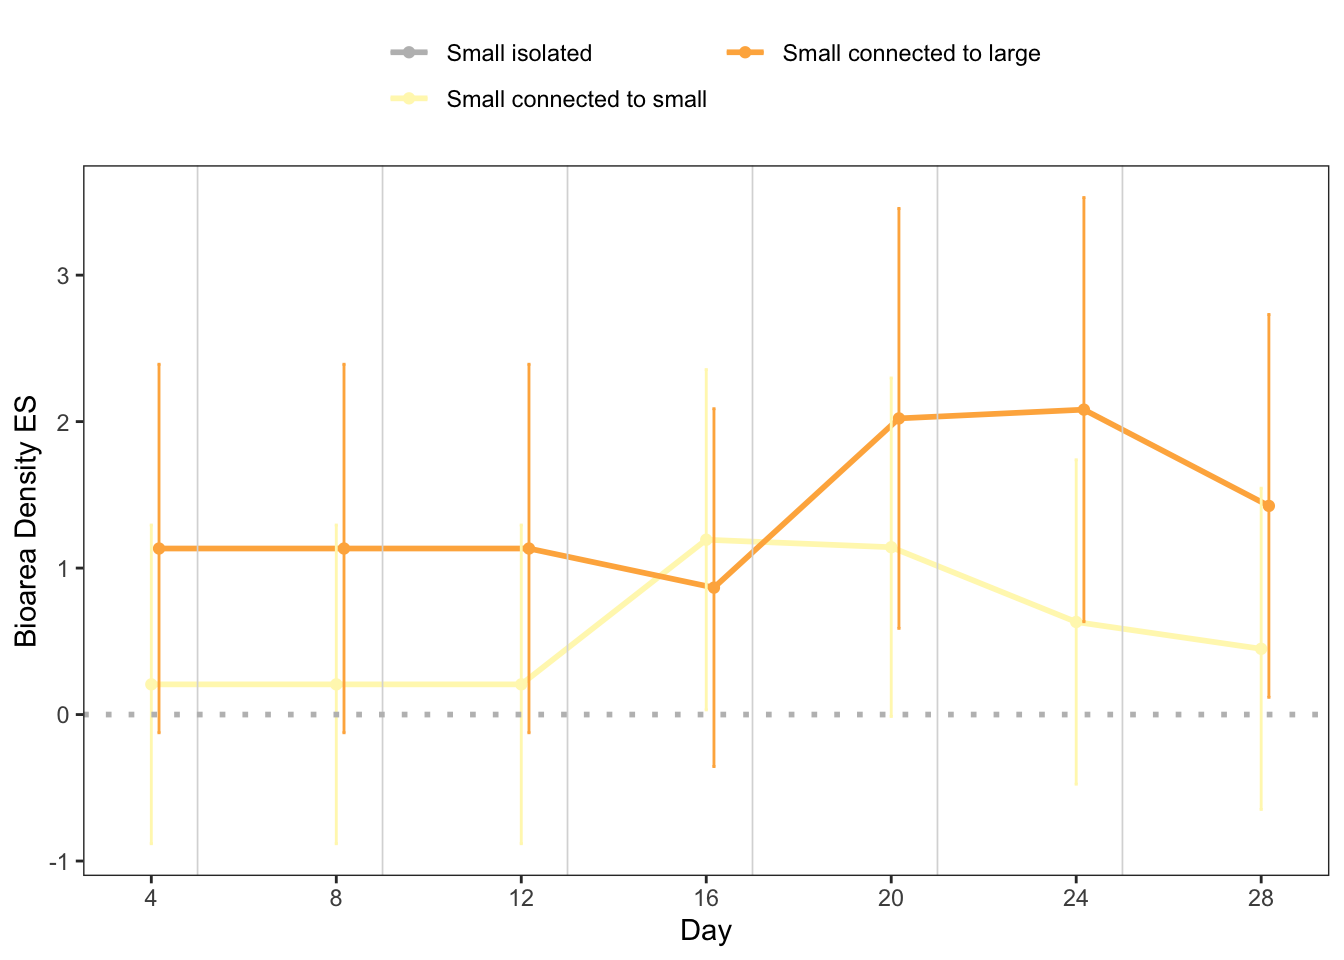 Small isolated
Small connected to large
Small connected to small
Bioarea Density ES
3
2
1
0
-1
4 8 12 16 20 24 28
Day